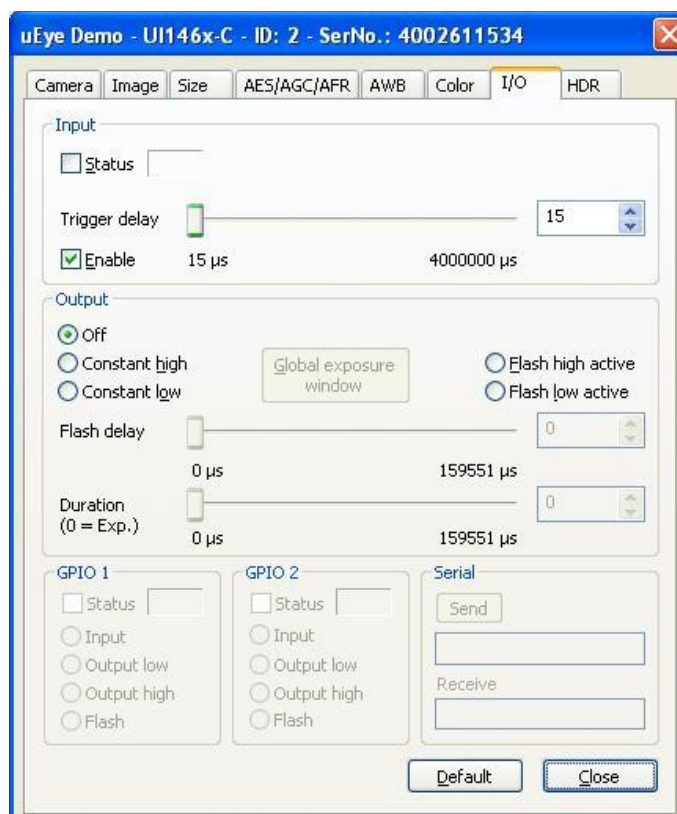 uEye Demo - UI146x-C - ID: 2 - SerNo.: 4002611534
Camera Image Size AES/AGC/AFR AWB Color I/O HDR
Input
Status
Trigger delay 15
Enable 15 µs 4000000 µs
Output
Off
Constant high Global exposure window Flash high active
Constant low Flash low active
Flash delay 0
0 µs 159551 µs
Duration
(0 = Exp.) 0
0 µs 159551 µs
GPIO 1 GPIO 2 Serial
Status Status Send
Input Input
Output low Output low
Output high Output high Receive
Flash Flash
Default Close